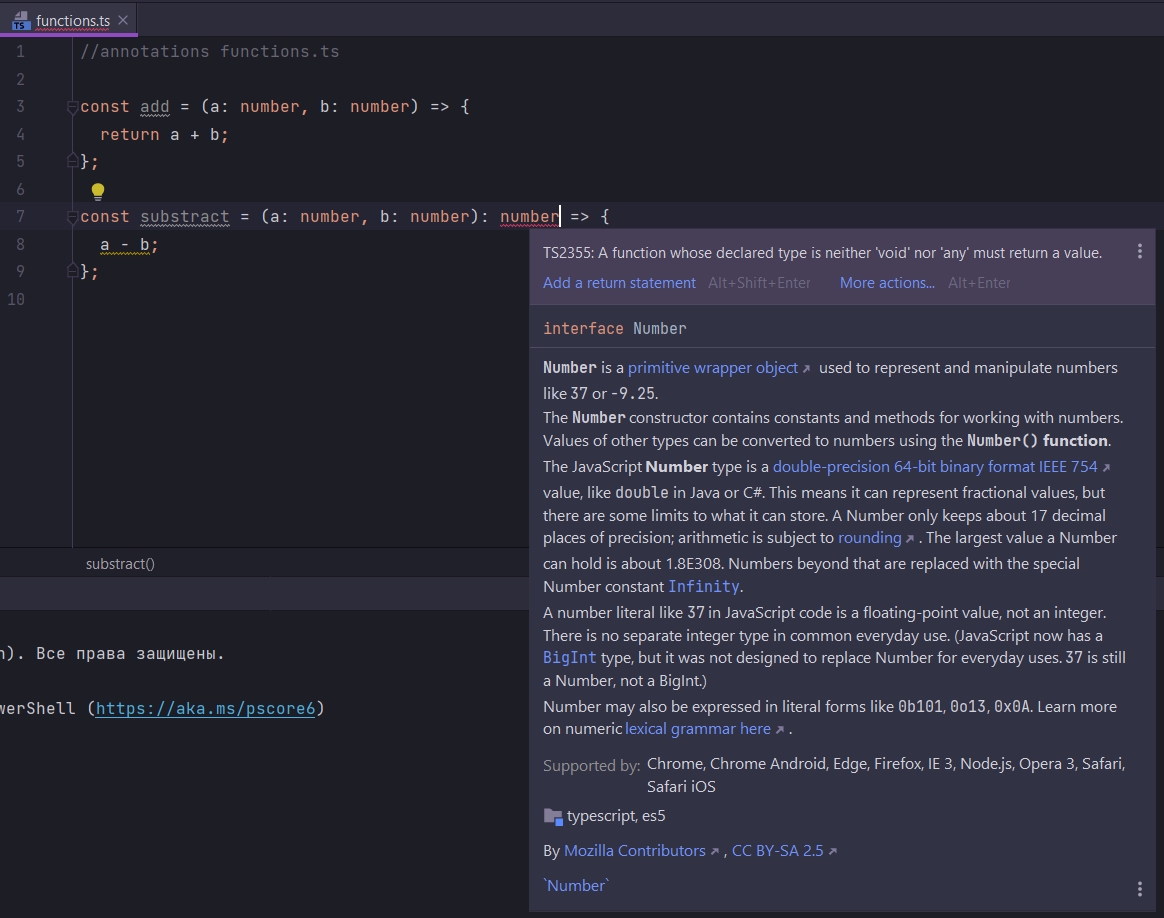 TS functions.ts
1 //annotations functions.ts
2
3 const add = (a: number, b: number) => {
4 return a + b;
5 };
6
7 const substract = (a: number, b: number): number => {
8 a - b;
9 };
10
TS2355: A function whose declared type is neither 'void' nor 'any' must return a value.
Add a return statement Alt+Shift+Enter More actions... Alt+Enter
interface Number
Number is a primitive wrapper object used to represent and manipulate numbers
like 37 or -9.25.
The Number constructor contains constants and methods for working with numbers.
Values of other types can be converted to numbers using the Number() function.
The JavaScript Number type is a double-precision 64-bit binary format IEEE 754
value, like double in Java or C#. This means it can represent fractional values, but
there are some limits to what it can store. A Number only keeps about 17 decimal
places of precision; arithmetic is subject to rounding . The largest value a Number
can hold is about 1.8E308. Numbers beyond that are replaced with the special
Number constant Infinity.
A number literal like 37 in JavaScript code is a floating-point value, not an integer.
There is no separate integer type in common everyday use. (JavaScript now has a
BigInt type, but it was not designed to replace Number for everyday uses. 37 is still
a Number, not a BigInt.)
Number may also be expressed in literal forms like 0b101, 0o13, 0x0A. Learn more
on numeric lexical grammar here .
Supported by: Chrome, Chrome Android, Edge, Firefox, IE 3, Node.js, Opera 3, Safari,
Safari iOS
typescript, es5
By Mozilla Contributors , CC BY-SA 2.5
`Number`
substract()
n). Все права защищены.
werShell (https://aka.ms/pscore6)